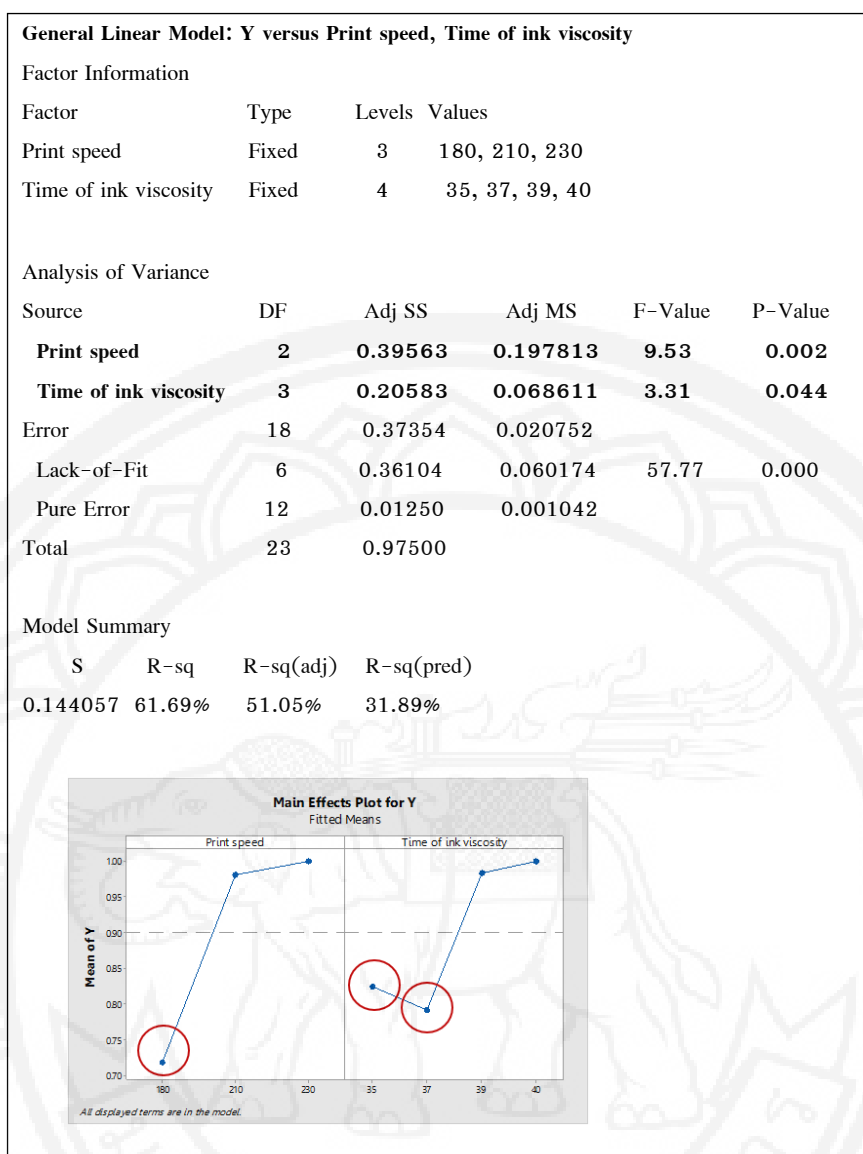 General Linear Model: Y versus Print speed, Time of ink viscosity
Factor Information
Factor Type Levels Values
Print speed Fixed 3 180, 210, 230
Time of ink viscosity Fixed 4 35, 37, 39, 40
Analysis of Variance
Source DF Adj SS Adj MS F-Value P-Value
Print speed 2 0.39563 0.197813 9.53 0.002
Time of ink viscosity 3 0.20583 0.068611 3.31 0.044
Error 18 0.37354 0.020752
Lack-of-Fit 6 0.36104 0.060174 57.77 0.000
Pure Error 12 0.01250 0.001042
Total 23 0.97500
Model Summary
S R-sq R-sq(adj) R-sq(pred)
0.144057 61.69% 51.05% 31.89%
Main Effects Plot for Y
Fitted Means
Print speed Time of ink viscosity
Mean of Y
1.00
0.95
0.90
0.85
0.80
0.75
0.70
180 210 230 35 37 39 40
All displayed terms are in the model.